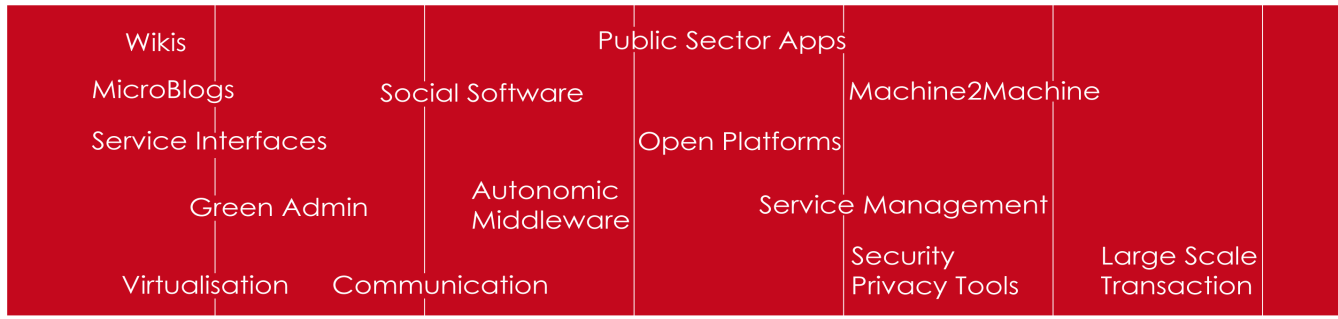 Wikis
Public Sector Apps
MicroBlogs
Social Software
Machine2Machine
Service Interfaces
Open Platforms
Green Admin
Autonomic
Middleware
Service Management
Virtualisation
Communication
Security
Privacy Tools
Large Scale
Transaction